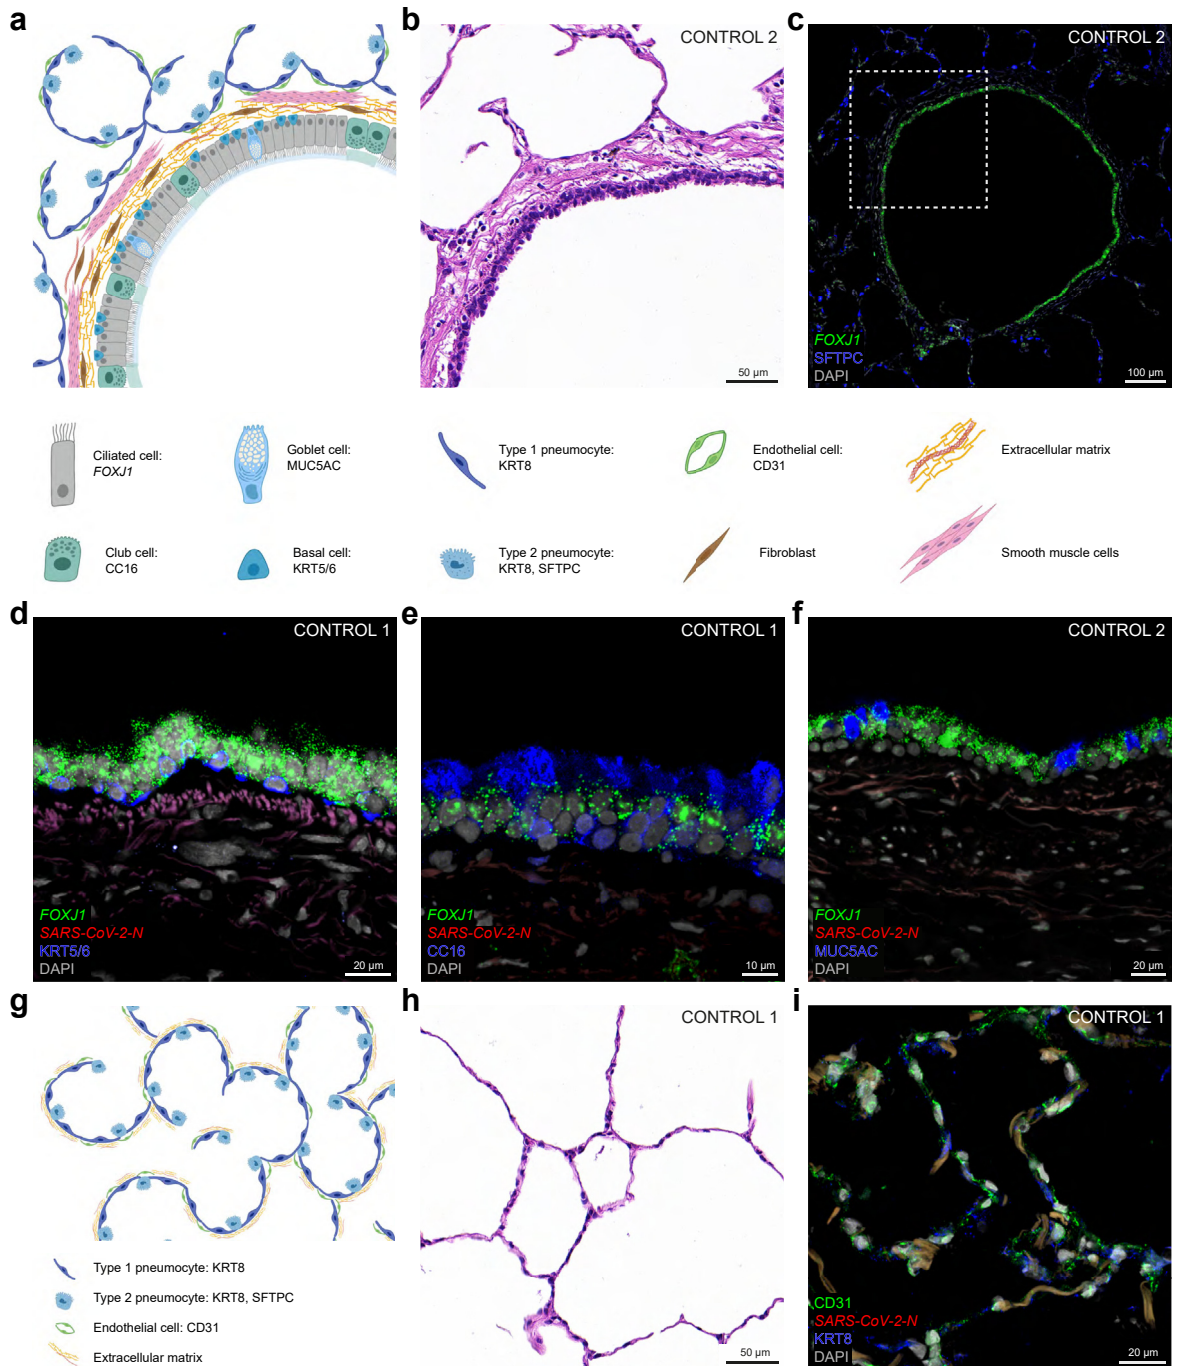 a
b
CONTROL 2
50 µm
c
CONTROL 2
FOXJ1
SFTPC
DAPI
100 µm
Ciliated cell:
FOXJ1
Goblet cell:
MUC5AC
Type 1 pneumocyte:
KRT8
Endothelial cell:
CD31
Extracellular matrix
Club cell:
CC16
Basal cell:
KRT5/6
Type 2 pneumocyte:
KRT8, SFTPC
Fibroblast
Smooth muscle cells
d
CONTROL 1
FOXJ1
SARS-CoV-2-N
KRT5/6
DAPI
20 µm
e
CONTROL 1
FOXJ1
SARS-CoV-2-N
CC16
DAPI
10 µm
f
CONTROL 2
FOXJ1
SARS-CoV-2-N
MUC5AC
DAPI
20 µm
g
Type 1 pneumocyte: KRT8
Type 2 pneumocyte: KRT8, SFTPC
Endothelial cell: CD31
Extracellular matrix
h
CONTROL 1
50 µm
i
CONTROL 1
CD31
SARS-CoV-2-N
KRT8
DAPI
20 µm